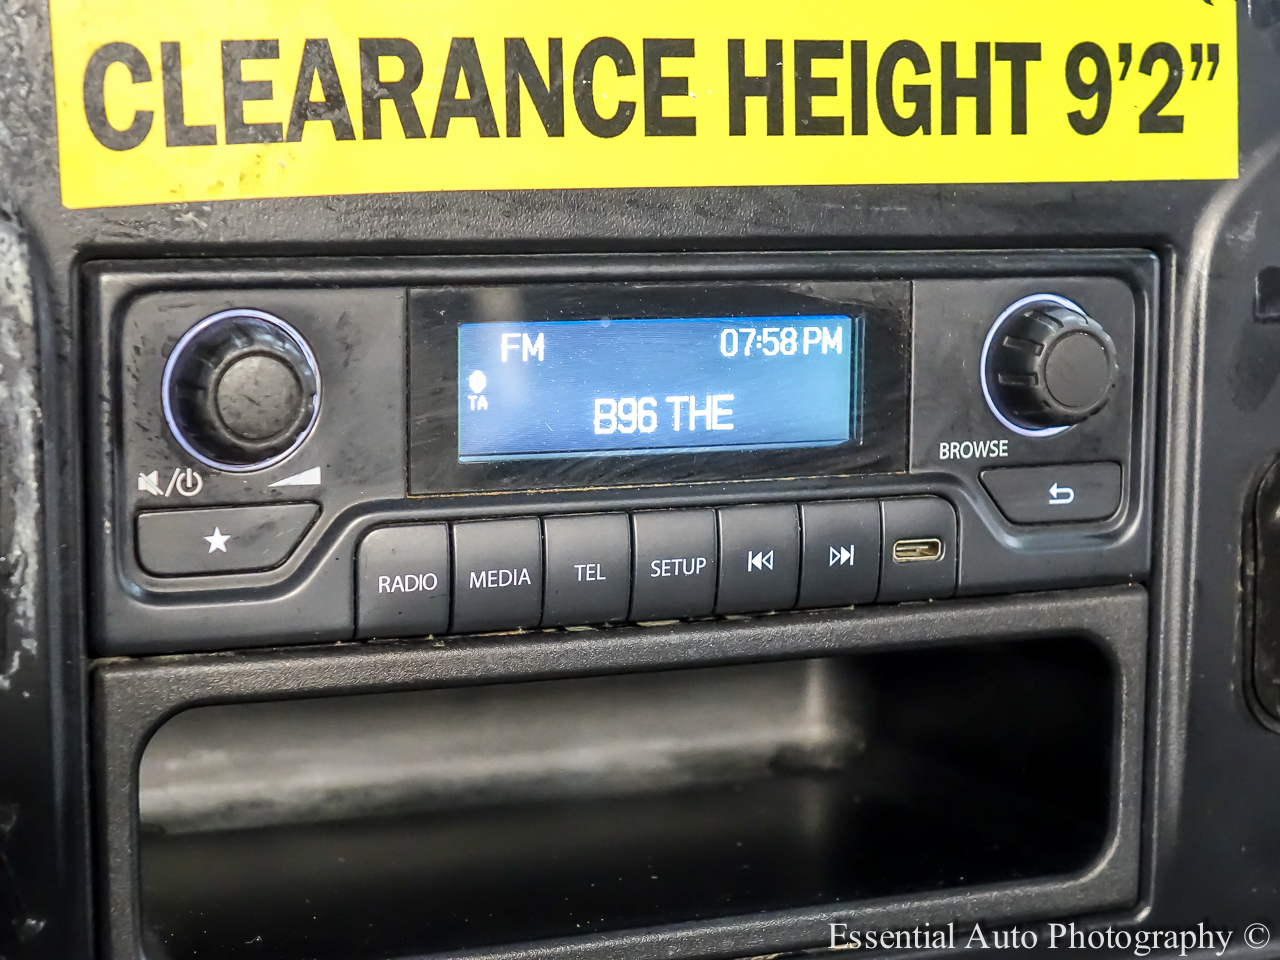 CLEARANCE HEIGHT 9'2"
FM 07:58 PM
TA
B96 THE
BROWSE
RADIO MEDIA TEL SETUP
Essential Auto Photography ©